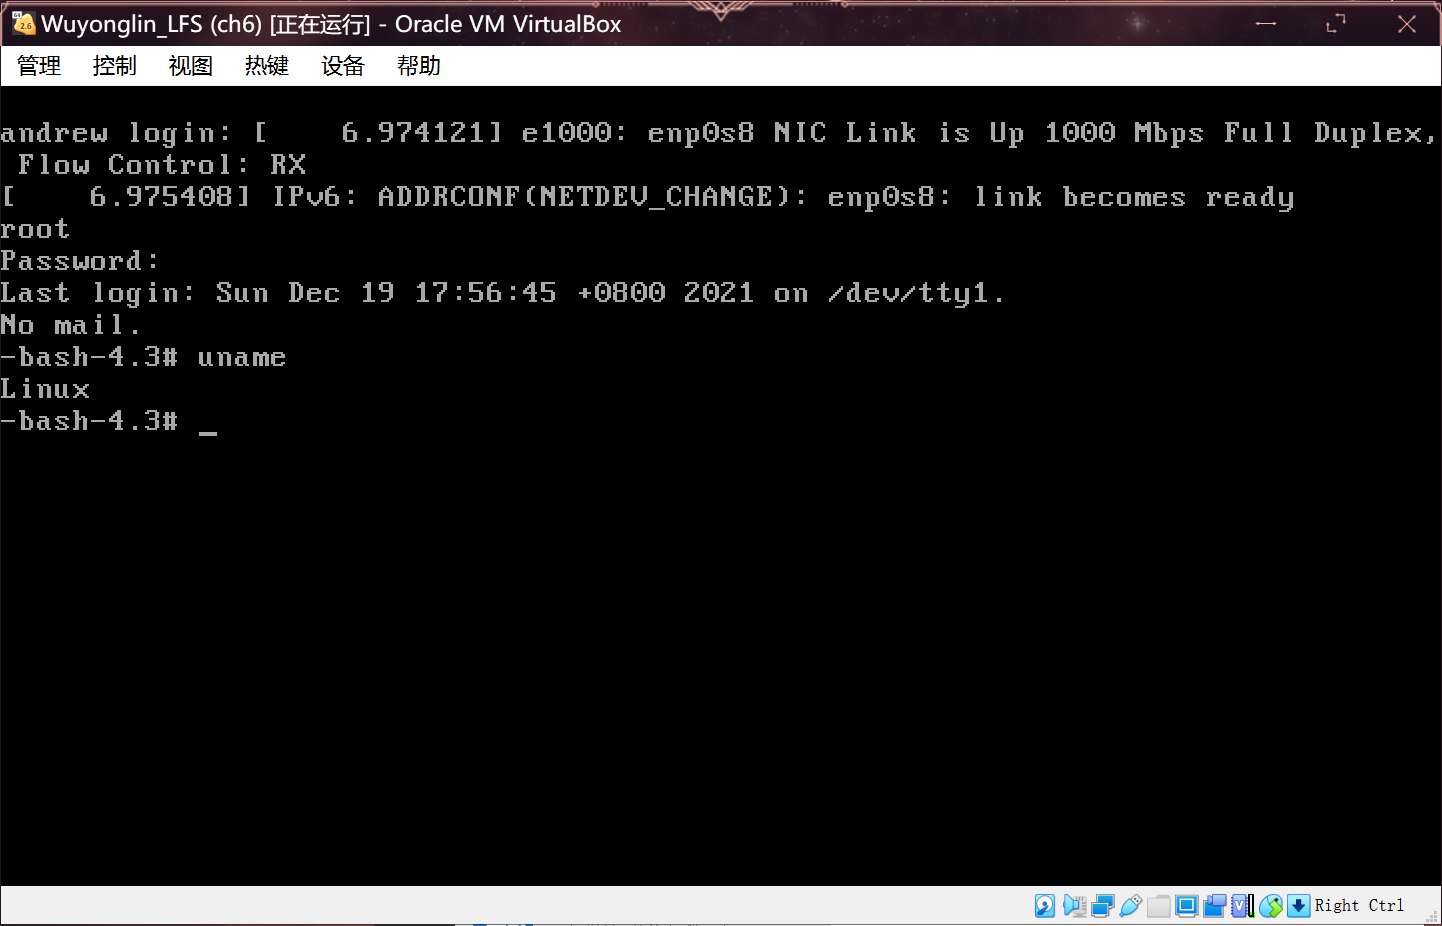 Wuyonglin_LFS (ch6) [正在运行] - Oracle VM VirtualBox
管理 控制 视图 热键 设备 帮助
andrew login: [    6.974121] e1000: enp0s8 NIC Link is Up 1000 Mbps Full Duplex,
 Flow Control: RX
[    6.975408] IPv6: ADDRCONF(NETDEV_CHANGE): enp0s8: link becomes ready
root
Password:
Last login: Sun Dec 19 17:56:45 +0800 2021 on /dev/tty1.
No mail.
-bash-4.3# uname
Linux
-bash-4.3# _
Right Ctrl